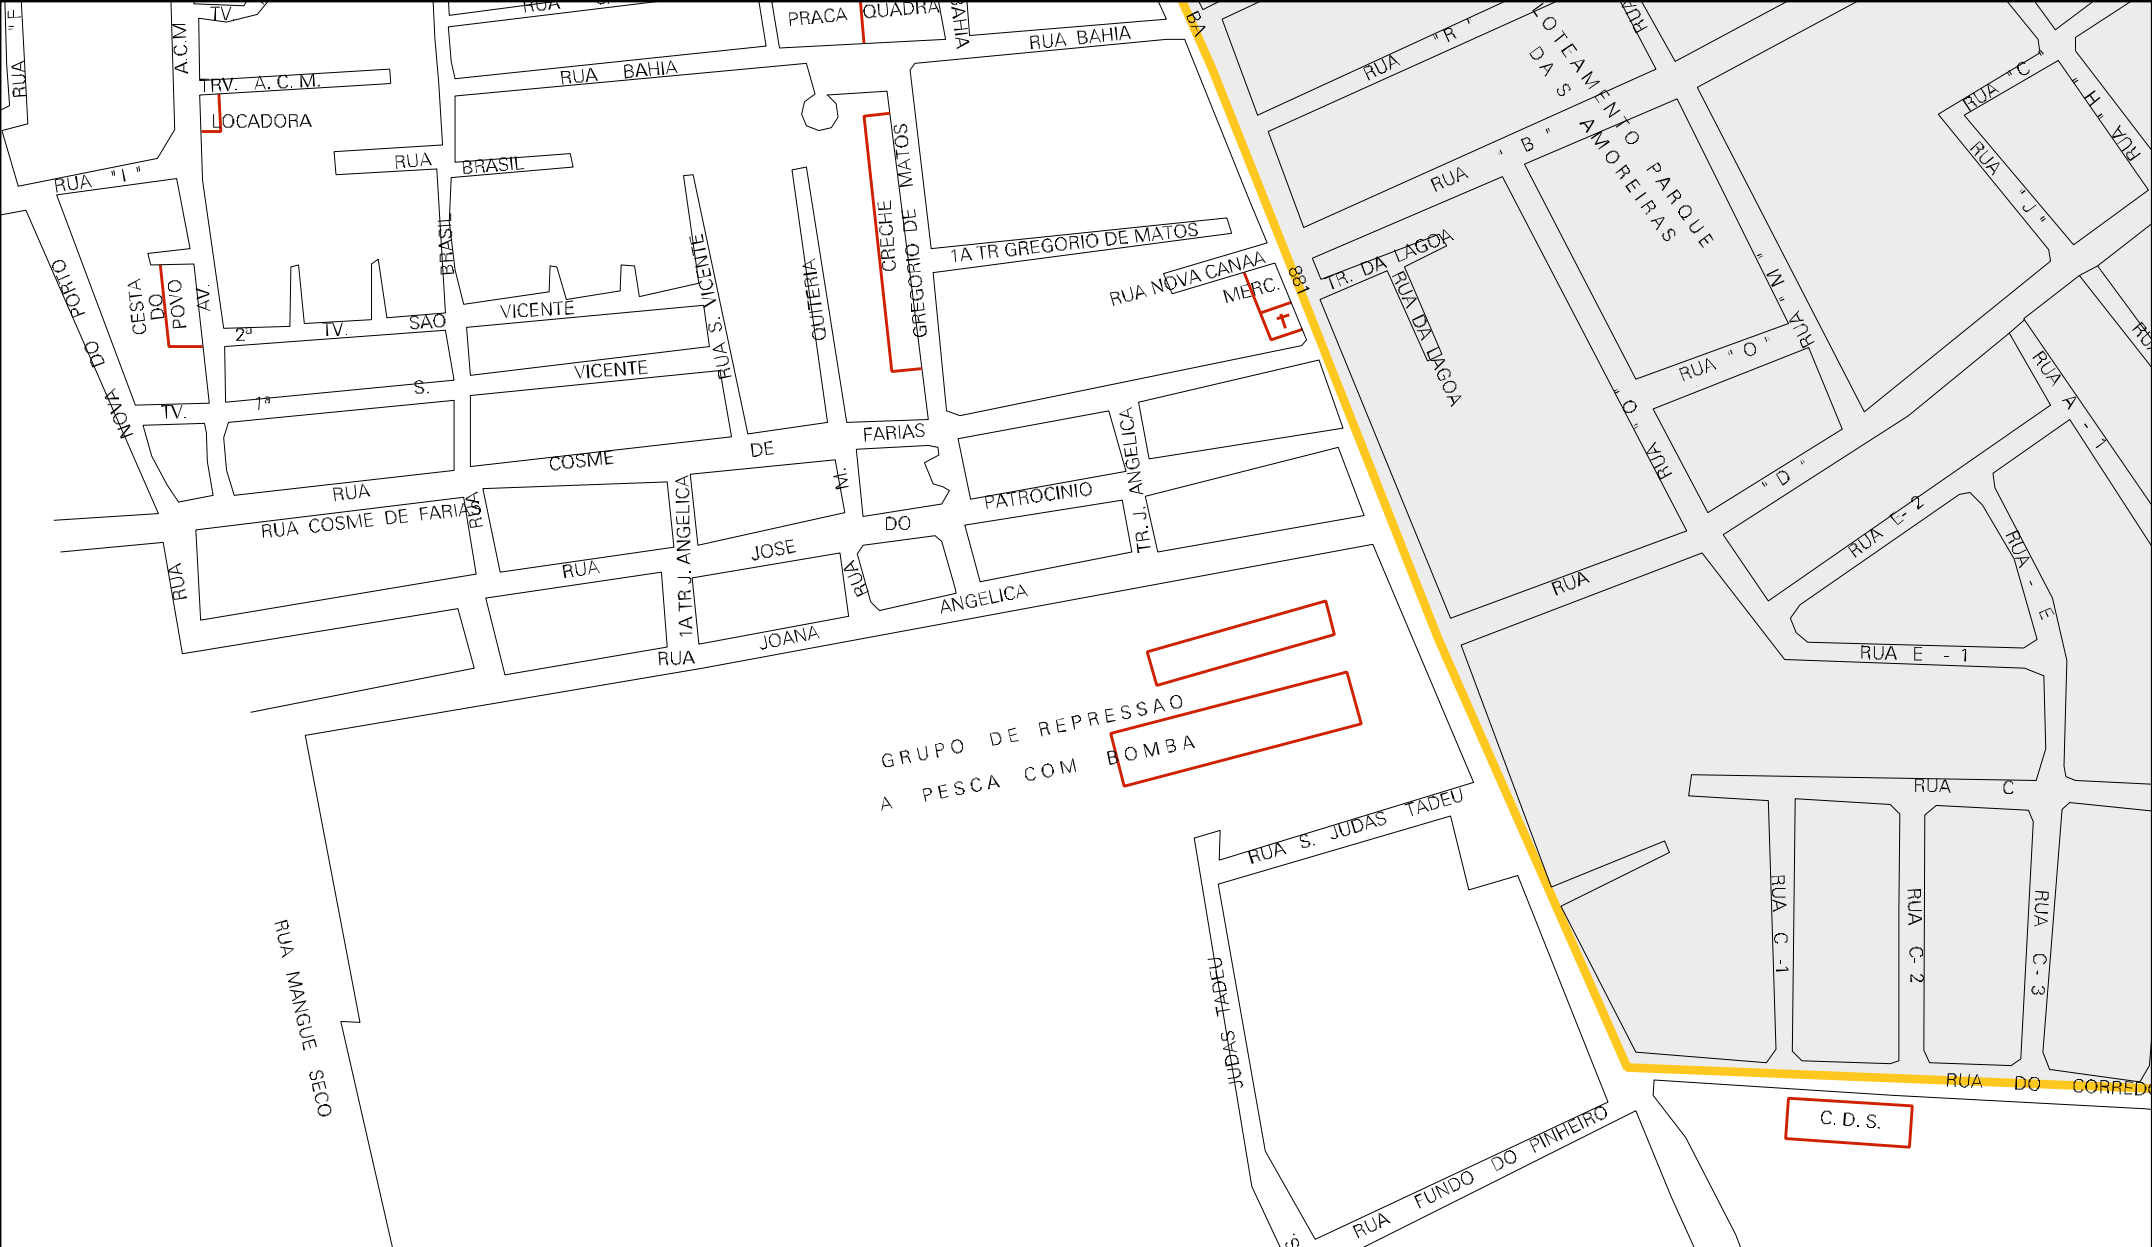 TV
A.C.M
TRV. A. C. M.
LOCADORA
RUA
RUA BAHIA
PRACA QUADRA
BAHIA
RUA BAHIA
BA
RUA "R"
LOTEAMENTO PARQUE
DAS AMOREIRAS
RUA
RUA "C"
RUA "H"
RUA "J"
RUA "B"
RUA "I"
RUA BRASIL
BRASIL
NOVA DO PORTO
RUA
CESTA
DO
POVO
AV.
2ª TV. SAO VICENTE
1ª
TV.
S. VICENTE
RUA S. VICENTE
QUITERIA
CRECHE
GREGORIO DE MATOS
1A TR GREGORIO DE MATOS
RUA NOVA CANAA
MERC.
881
TR. DA LAGOA
RUA DA LAGOA
RUA "M"
RUA "O"
RUA "O"
RUA "D"
RUA A-1
RUA COSME DE FARIAS
RUA COSME DE FARIAS
RUA
M.
RUA
RUA JOSE DO PATROCINIO
1A TR. J. ANGELICA
TR. J. ANGELICA
RUA JOANA ANGELICA
RUA E-2
RUA - E
RUA E - 1
GRUPO DE REPRESSAO
A PESCA COM BOMBA
RUA S. JUDAS TADEU
JUDAS TADEU
S.
RUA MANGUE SECO
RUA FUNDO DO PINHEIRO
RUA C
RUA C -1
RUA C-2
RUA C-3
RUA DO CORREDO
C. D. S.